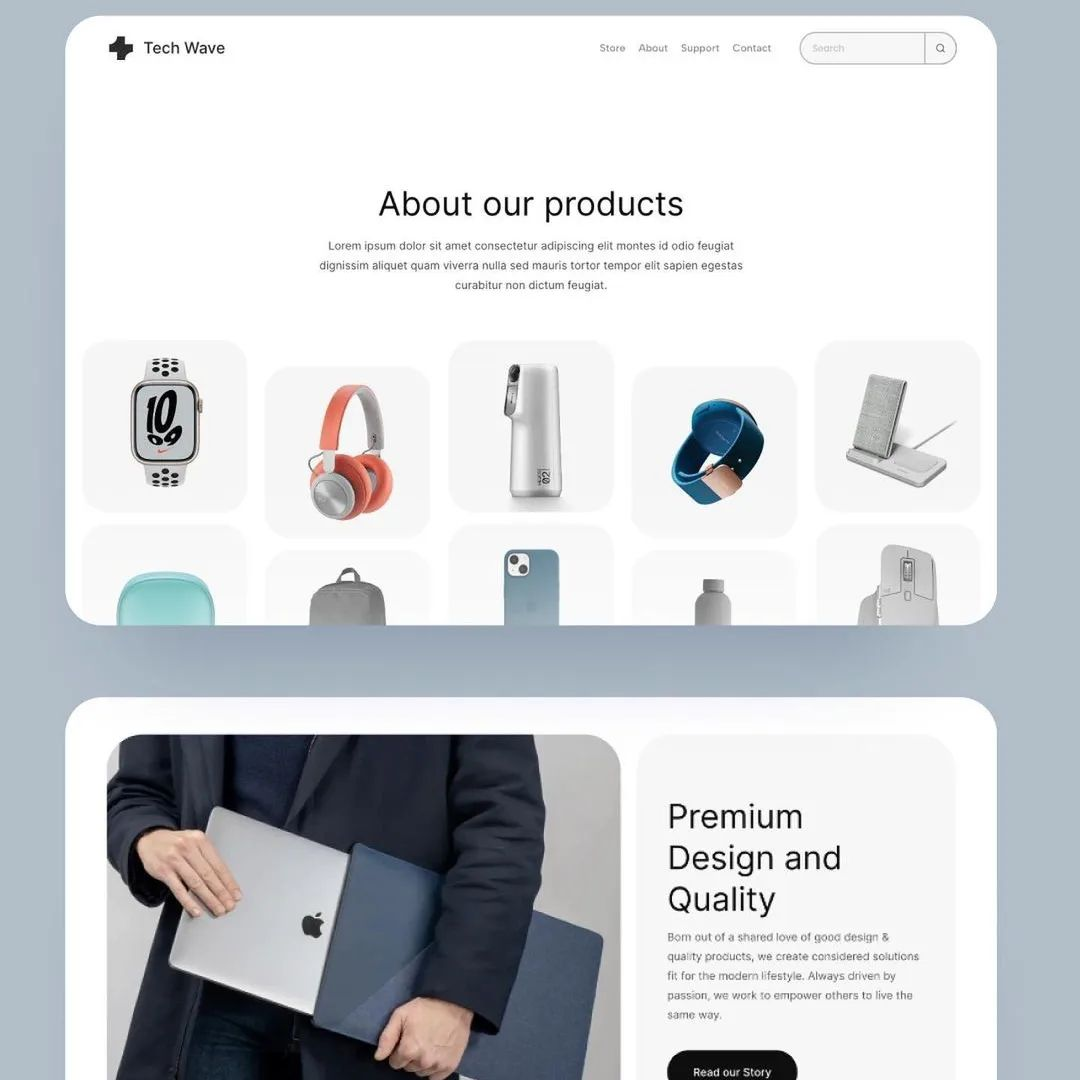 Tech Wave
Store About Support Contact
Search
About our products
Lorem ipsum dolor sit amet consectetur adipiscing elit montes id odio feugiat
dignissim aliquet quam viverra nulla sed mauris tortor tempor elit sapien egestas
curabitur non dictum feugiat.
10
02
Premium
Design and
Quality
Born out of a shared love of good design &
quality products, we create considered solutions
fit for the modern lifestyle. Always driven by
passion, we work to empower others to live the
same way.
Read our Story